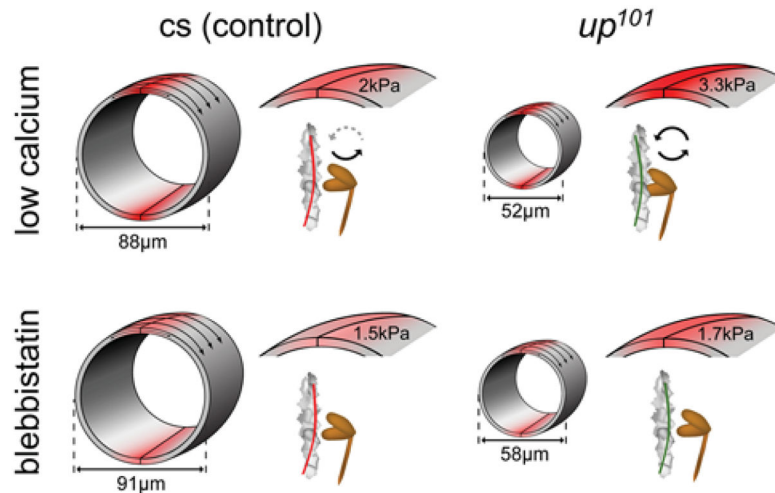 cs (control)
up¹⁰¹
low calcium
2kPa
88µm
3.3kPa
52µm
blebbistatin
1.5kPa
91µm
1.7kPa
58µm